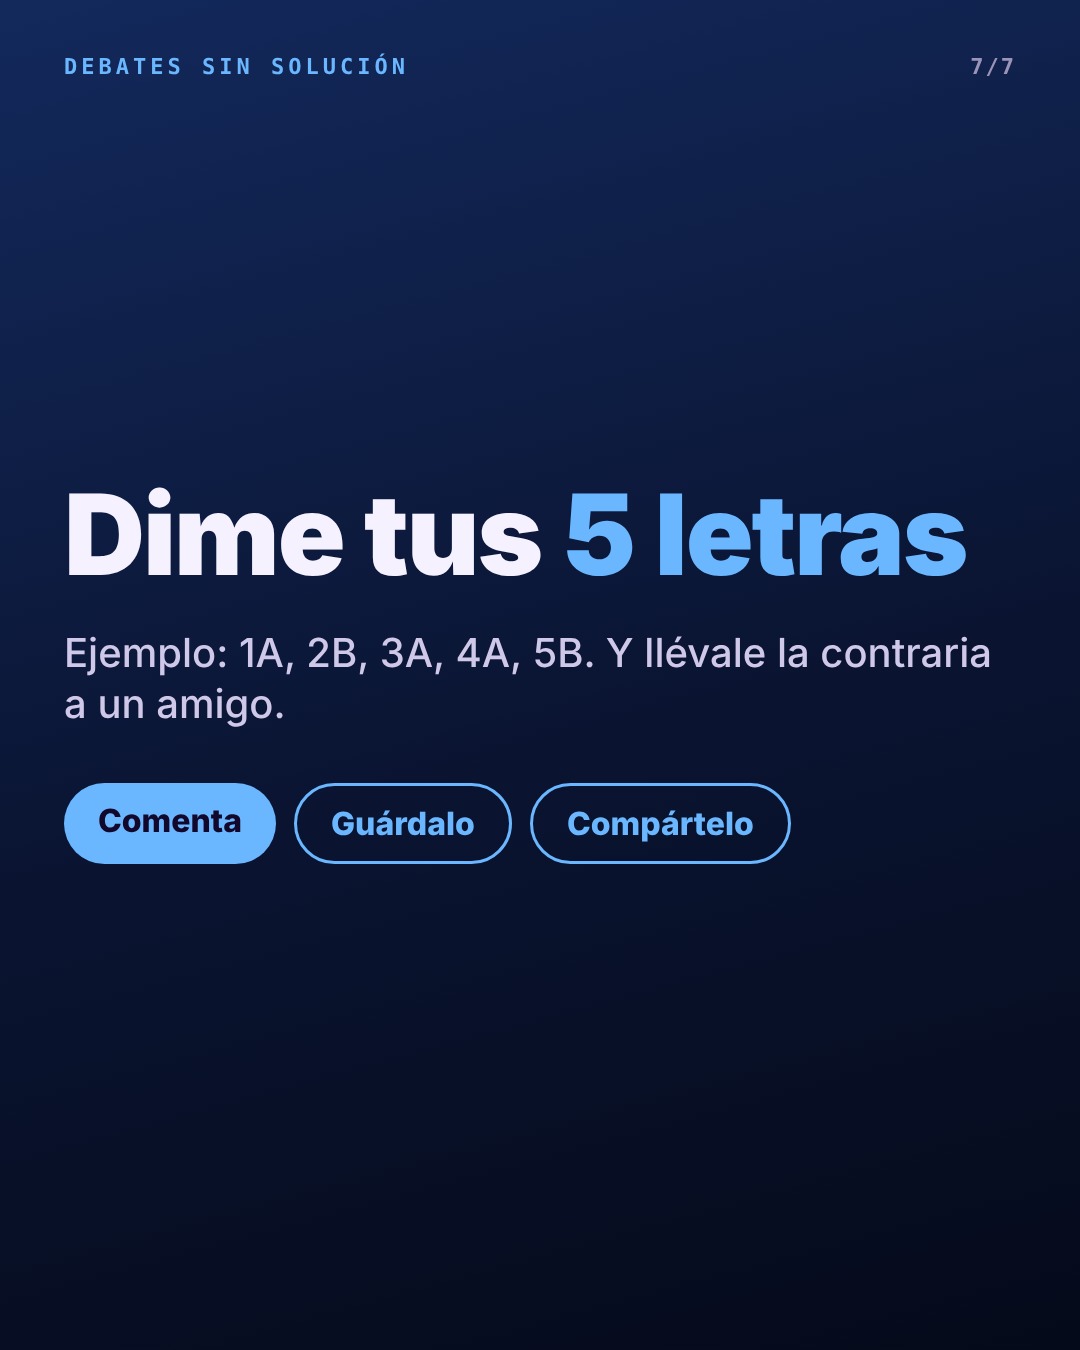 DEBATES SIN SOLUCIÓN
7/7
Dime tus 5 letras
Ejemplo: 1A, 2B, 3A, 4A, 5B. Y llévale la contraria
a un amigo.
Comenta
Guárdalo
Compártelo